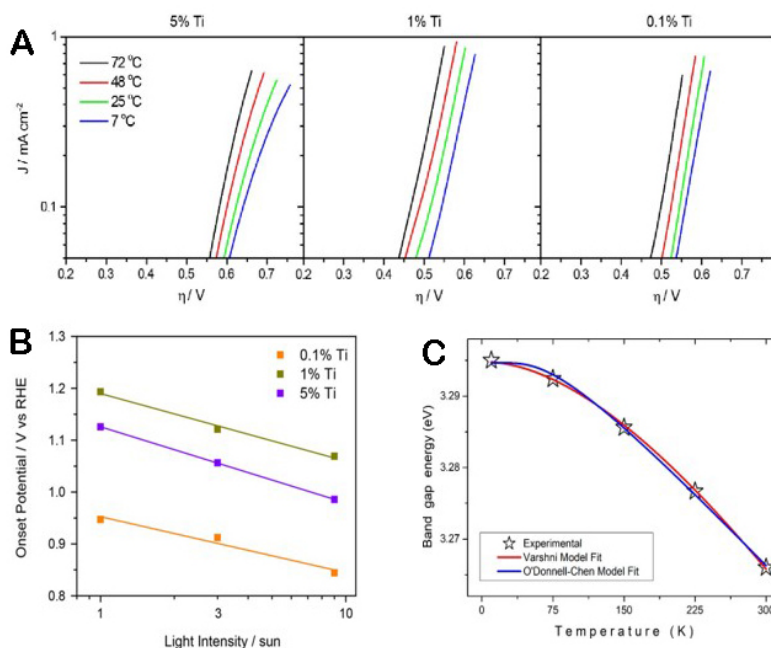 A
5% Ti
1% Ti
0.1% Ti
J / mA cm⁻²
1
0.1
72 °C
48 °C
25 °C
7 °C
0.2 0.3 0.4 0.5 0.6 0.7 0.2 0.3 0.4 0.5 0.6 0.7 0.2 0.3 0.4 0.5 0.6 0.7
η / V
η / V
η / V
B
Onset Potential / V vs RHE
1.3
1.2
1.1
1.0
0.9
0.8
0.1% Ti
1% Ti
5% Ti
1 3 9 10
Light Intensity / sun
C
Band gap energy (eV)
3.29
3.28
3.27
Experimental
Varshni Model Fit
O'Donnell-Chen Model Fit
0 75 150 225 300
Temperature (K)